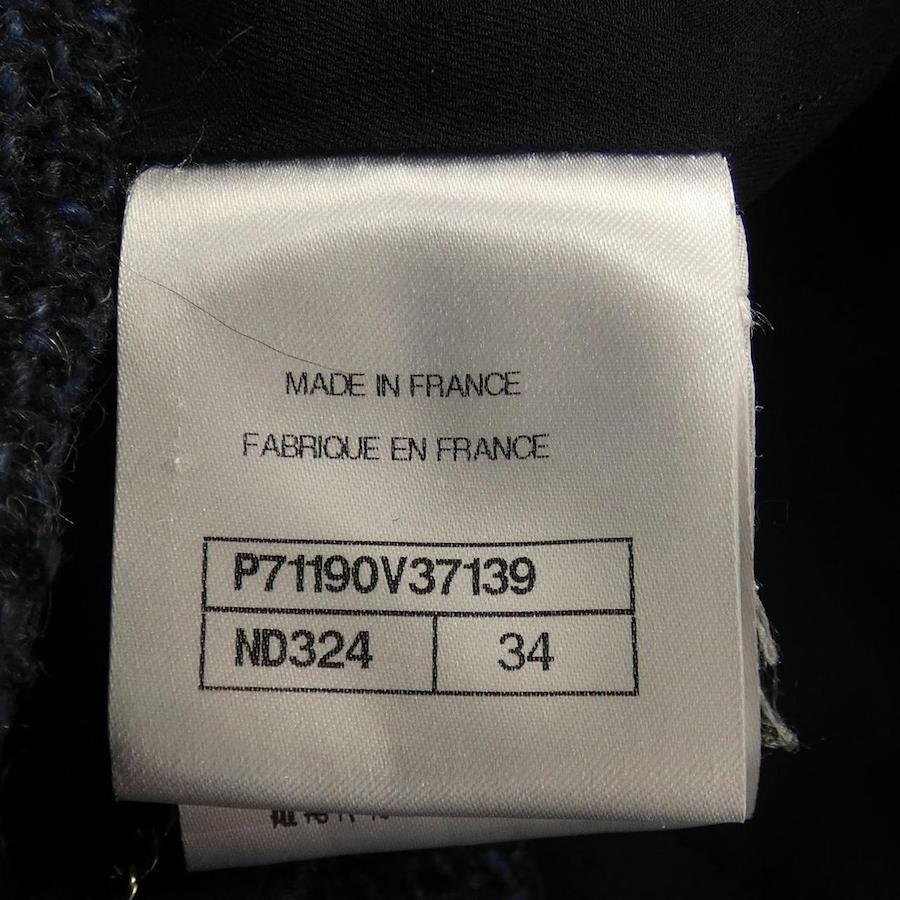 MADE IN FRANCE
FABRIQUE EN FRANCE
P71190V37139
ND324 34